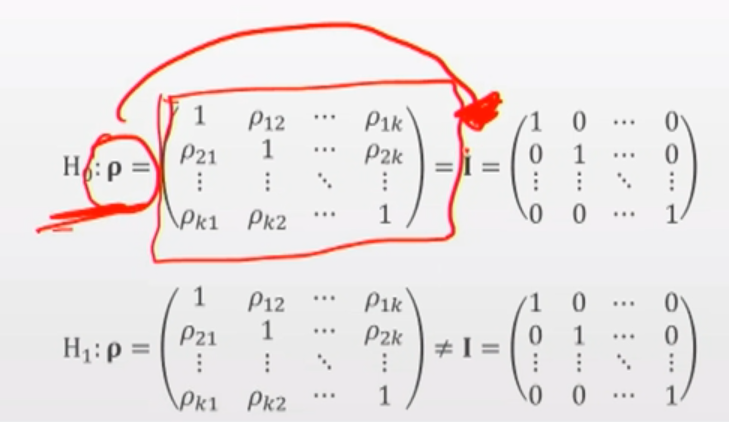 H₀: ρ = ( 1 ρ₁₂ ⋯ ρ₁ₖ
ρ₂₁ 1 ⋯ ρ₂ₖ
⋮ ⋮ ⋱ ⋮
ρₖ₁ ρₖ₂ ⋯ 1 ) = I = ( 1 0 ⋯ 0
0 1 ⋯ 0
⋮ ⋮ ⋱ ⋮
0 0 ⋯ 1 )
H₁: ρ = ( 1 ρ₁₂ ⋯ ρ₁ₖ
ρ₂₁ 1 ⋯ ρ₂ₖ
⋮ ⋮ ⋱ ⋮
ρₖ₁ ρₖ₂ ⋯ 1 ) ≠ I = ( 1 0 ⋯ 0
0 1 ⋯ 0
⋮ ⋮ ⋱ ⋮
0 0 ⋯ 1 )